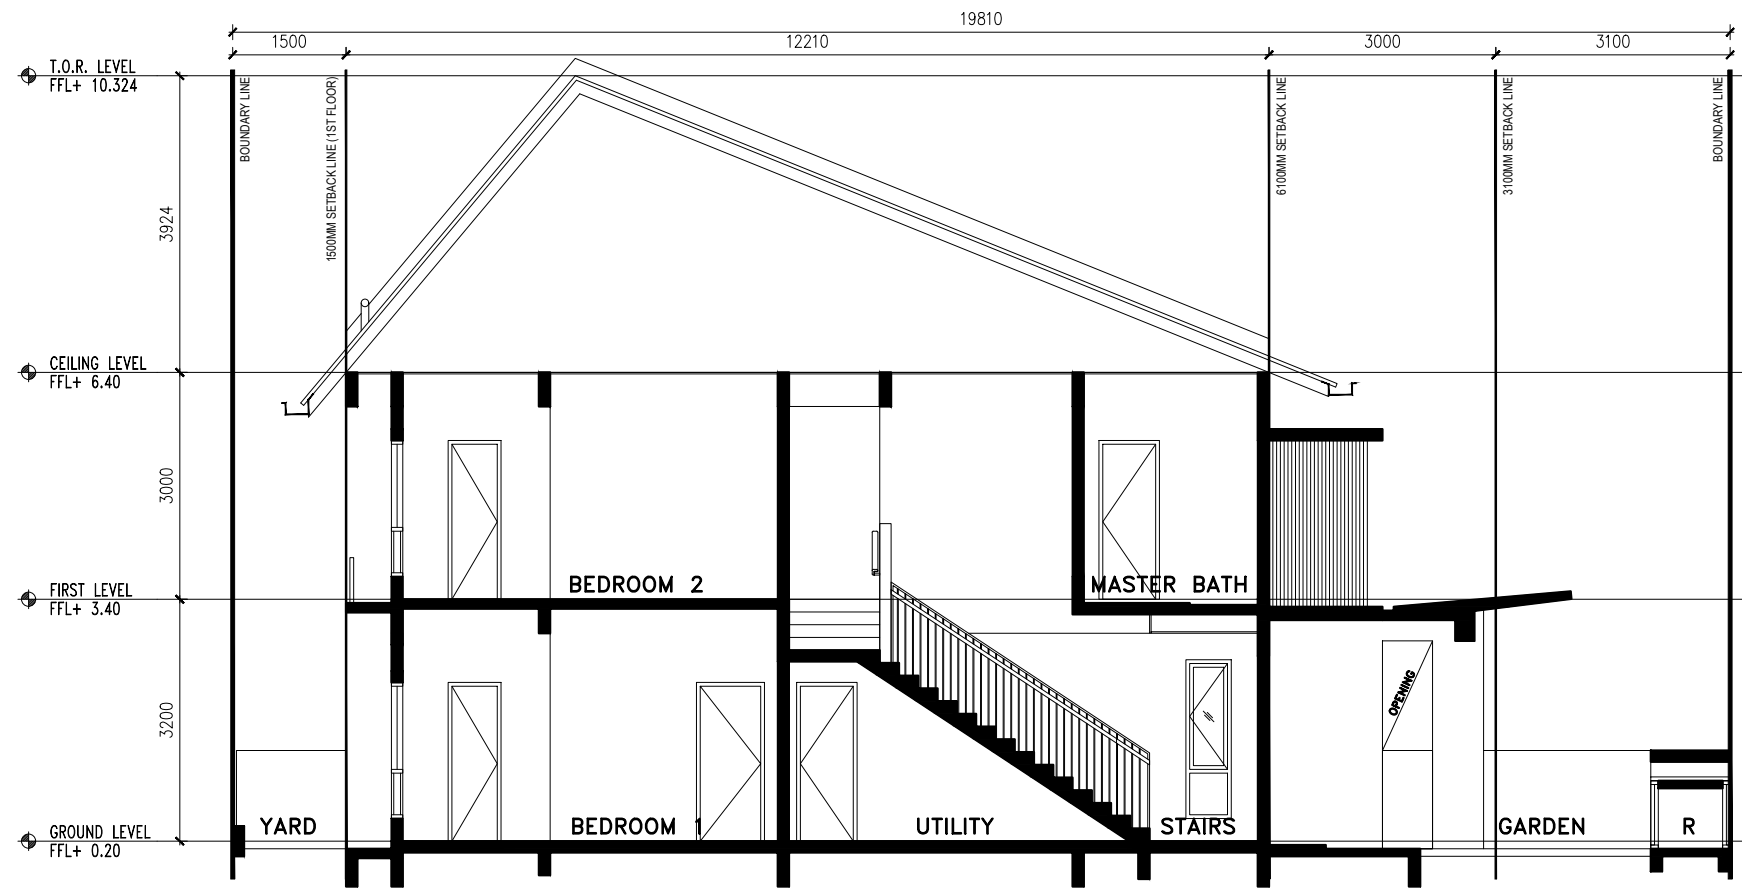 19810
1500
12210
3000
3100
T.O.R. LEVEL
FFL+ 10.324
BOUNDARY LINE
1500MM SETBACK LINE (1ST FLOOR)
6100MM SETBACK LINE
3100MM SETBACK LINE
BOUNDARY LINE
3924
CEILING LEVEL
FFL+ 6.40
3000
BEDROOM 2
MASTER BATH
FIRST LEVEL
FFL+ 3.40
OPENING
3200
GROUND LEVEL
FFL+ 0.20
YARD
BEDROOM 1
UTILITY
STAIRS
GARDEN
R